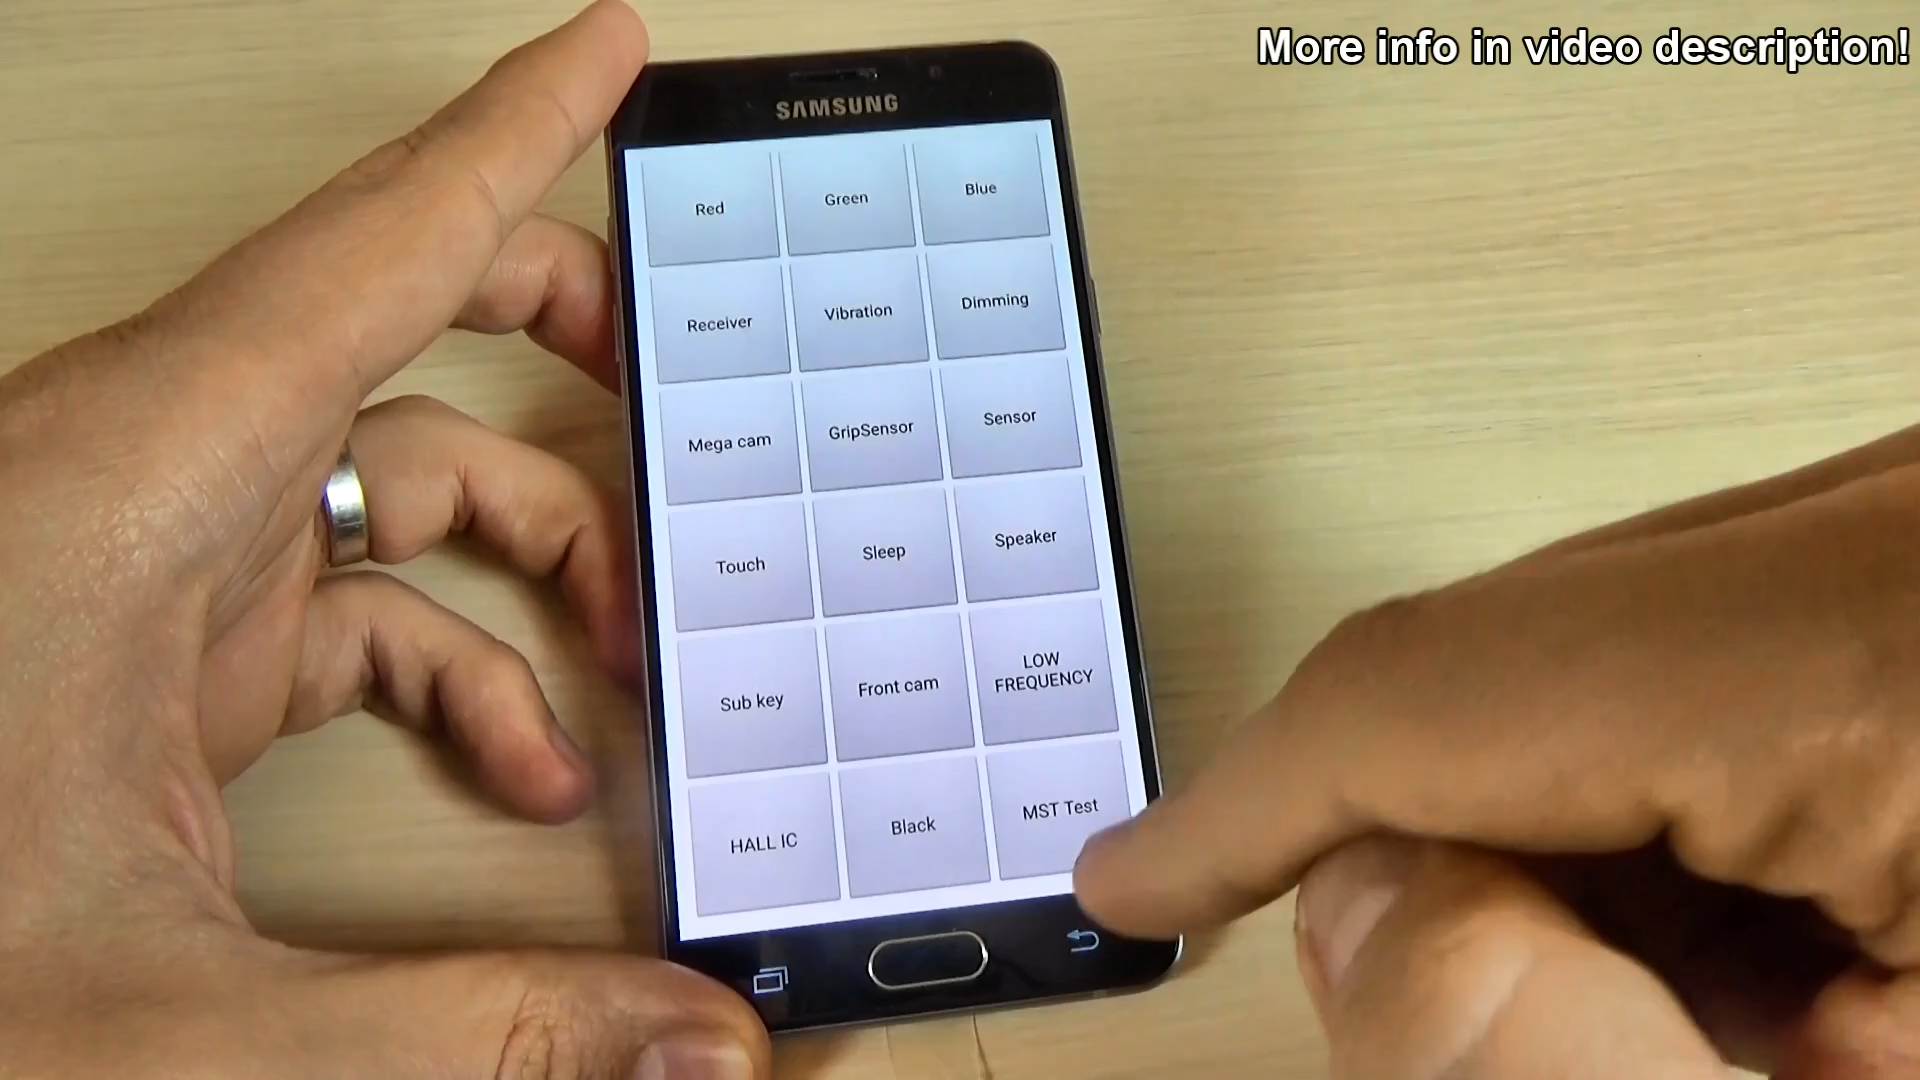 More info in video description!
SAMSUNG
Red
Green
Blue
Receiver
Vibration
Dimming
Mega cam
GripSensor
Sensor
Touch
Sleep
Speaker
Sub key
Front cam
LOW
FREQUENCY
HALL IC
Black
MST Test